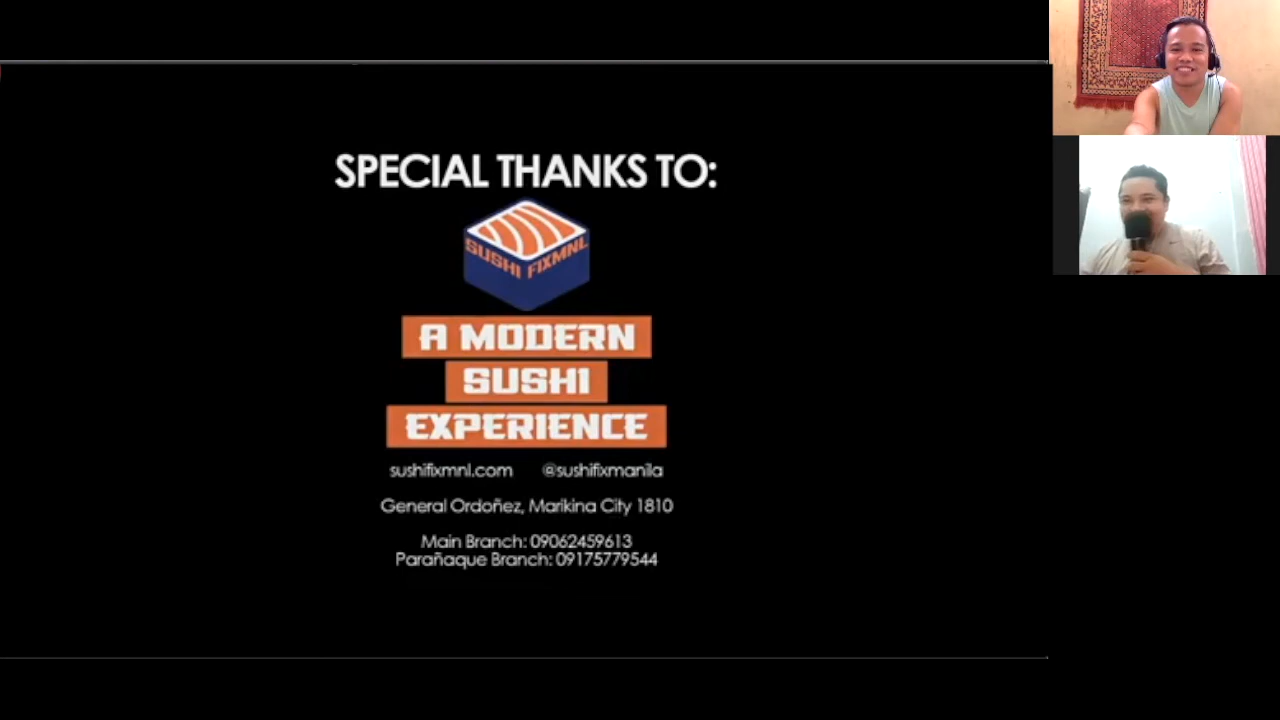 SPECIAL THANKS TO:
SUSHI FIXMNL
A MODERN
SUSHI
EXPERIENCE
sushifixmnl.com @sushifixmanila
General Ordoñez, Marikina City 1810
Main Branch: 09062459613
Parañaque Branch: 09175779544